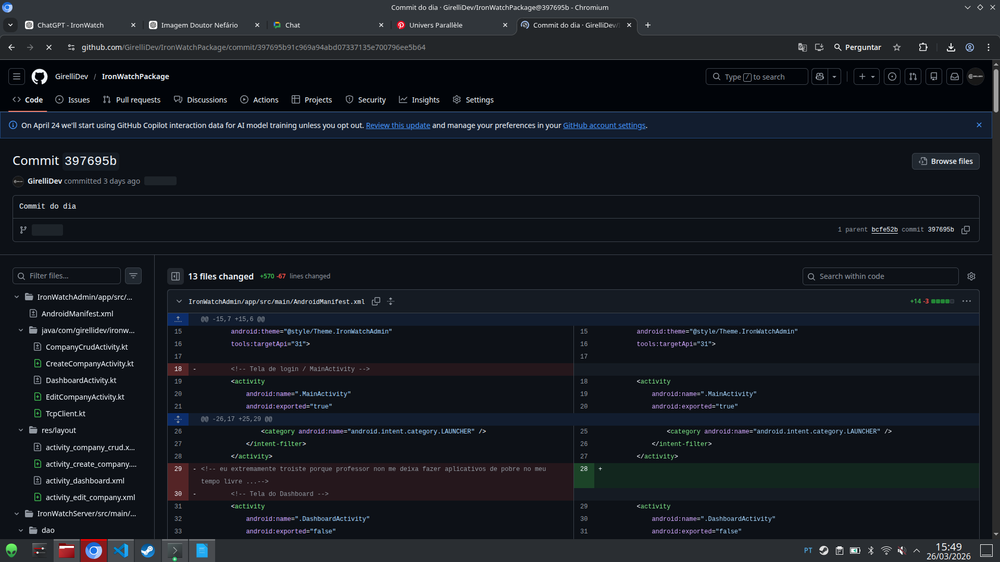 Commit do dia · GirelliDev/IronWatchPackage@397695b - Chromium
ChatGPT - IronWatch
Imagem Doutor Nefário
Chat
Univers Parallèle
Commit do dia · GirelliDev/I
github.com/GirelliDev/IronWatchPackage/commit/397695b91c969a94abd07337135e700796ee5b64
Perguntar
GirelliDev / IronWatchPackage
Type / to search
Code
Issues
Pull requests
Discussions
Actions
Projects
Security
Insights
Settings
On April 24 we'll start using GitHub Copilot interaction data for AI model training unless you opt out. Review this update and manage your preferences in your GitHub account settings.
Commit 397695b
Browse files
GirelliDev committed 3 days ago
Commit do dia
1 parent bcfe52b commit 397695b
Filter files...
13 files changed +570 -67 lines changed
Search within code
IronWatchAdmin/app/src/...
AndroidManifest.xml
java/com/girellidev/ironw...
CompanyCrudActivity.kt
CreateCompanyActivity.kt
DashboardActivity.kt
EditCompanyActivity.kt
TcpClient.kt
res/layout
activity_company_crud.x...
activity_create_company....
activity_dashboard.xml
activity_edit_company.xml
IronWatchServer/src/main/...
dao
IronWatchAdmin/app/src/main/AndroidManifest.xml
+14 -3
@@ -15,7 +15,6 @@
15 android:theme="@style/Theme.IronWatchAdmin" 15 android:theme="@style/Theme.IronWatchAdmin"
16 tools:targetApi="31"> 16 tools:targetApi="31">
17 17
18 - <!-- Tela de login / MainActivity -->
19 <activity 18 <activity
20 android:name=".MainActivity" 19 android:name=".MainActivity"
21 android:exported="true" 20 android:exported="true"
@@ -26,17 +25,29 @@
26 <category android:name="android.intent.category.LAUNCHER" /> 25 <category android:name="android.intent.category.LAUNCHER" />
27 </intent-filter> 26 </intent-filter>
28 </activity> 27 </activity>
29 - <!-- eu extremamente troiste porque professor non me deixa fazer aplicativos de pobre no meu 28 +
tempo livre ...-->
30 - <!-- Tela do Dashboard -->
31 <activity 29 <activity
32 android:name=".DashboardActivity" 30 android:name=".DashboardActivity"
33 android:exported="false" 31 android:exported="false"
PT
15:49
26/03/2026